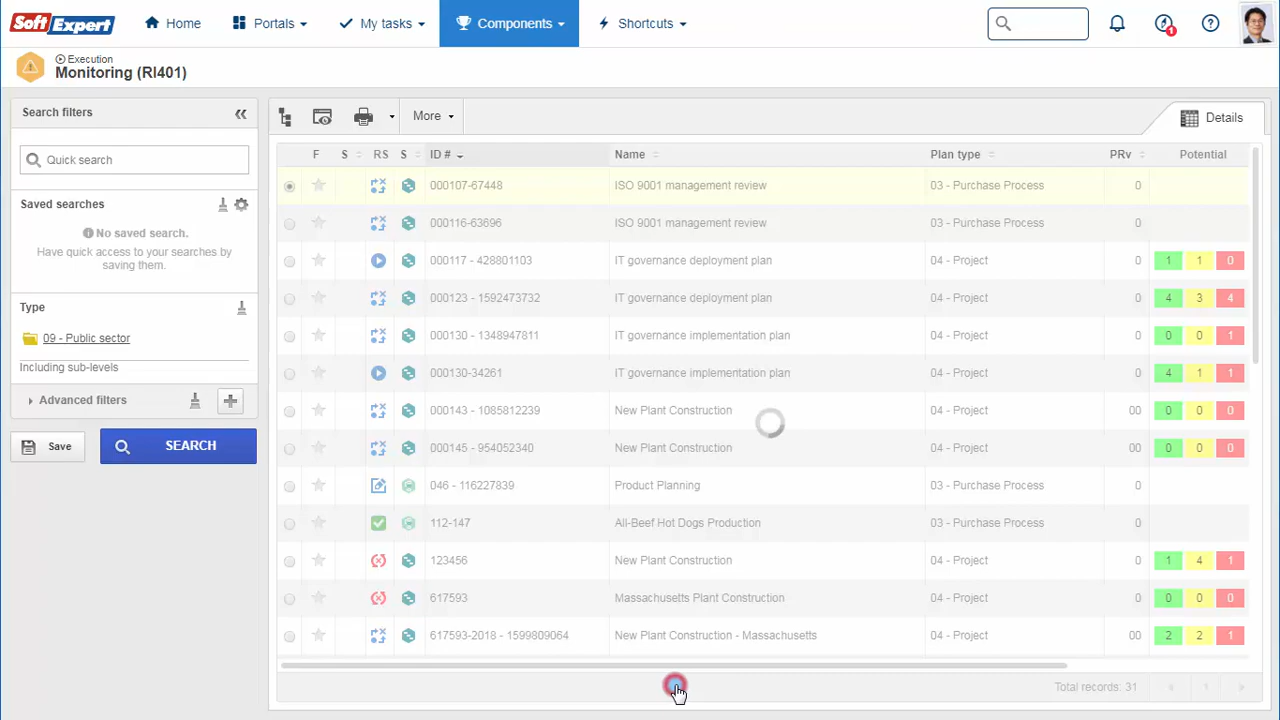 SoftExpert Home Portals My tasks Components Shortcuts 1
Execution
Monitoring (RI401)
Search filters
Quick search
Saved searches
No saved search.
Have quick access to your searches by
saving them.
Type
09 - Public sector
Including sub-levels
Advanced filters
Save SEARCH
More Details
F S RS S ID # Name Plan type PRv Potential
000107-67448 ISO 9001 management review 03 - Purchase Process 0
000116-63696 ISO 9001 management review 03 - Purchase Process 0
000117 - 428801103 IT governance deployment plan 04 - Project 0 1 1 0
000123 - 1592473732 IT governance deployment plan 04 - Project 0 4 3 4
000130 - 1348947811 IT governance implementation plan 04 - Project 0 0 0 1
000130-34261 IT governance implementation plan 04 - Project 0 4 1 1
000143 - 1085812239 New Plant Construction 04 - Project 00 0 0 0
000145 - 954052340 New Plant Construction 04 - Project 00 0 0 0
046 - 116227839 Product Planning 03 - Purchase Process 0
112-147 All-Beef Hot Dogs Production 03 - Purchase Process 0
123456 New Plant Construction 04 - Project 0 1 4 1
617593 Massachusetts Plant Construction 04 - Project 0 0 0 0
617593-2018 - 1599809064 New Plant Construction - Massachusetts 04 - Project 00 2 2 1
Total records: 31 « 1 »